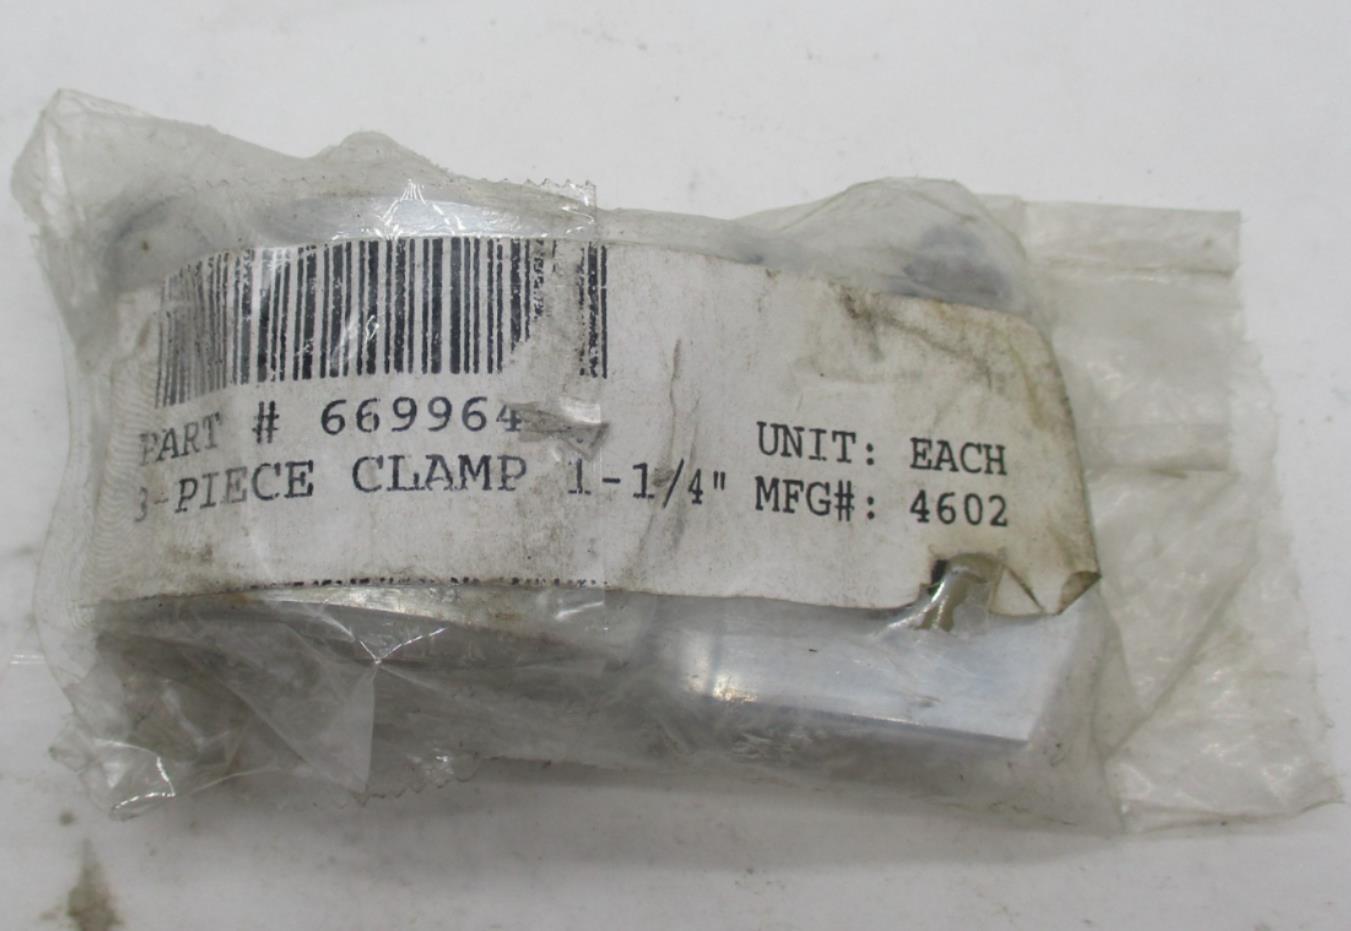 PART # 669964
3-PIECE CLAMP 1-1/4"
UNIT: EACH
MFG#: 4602